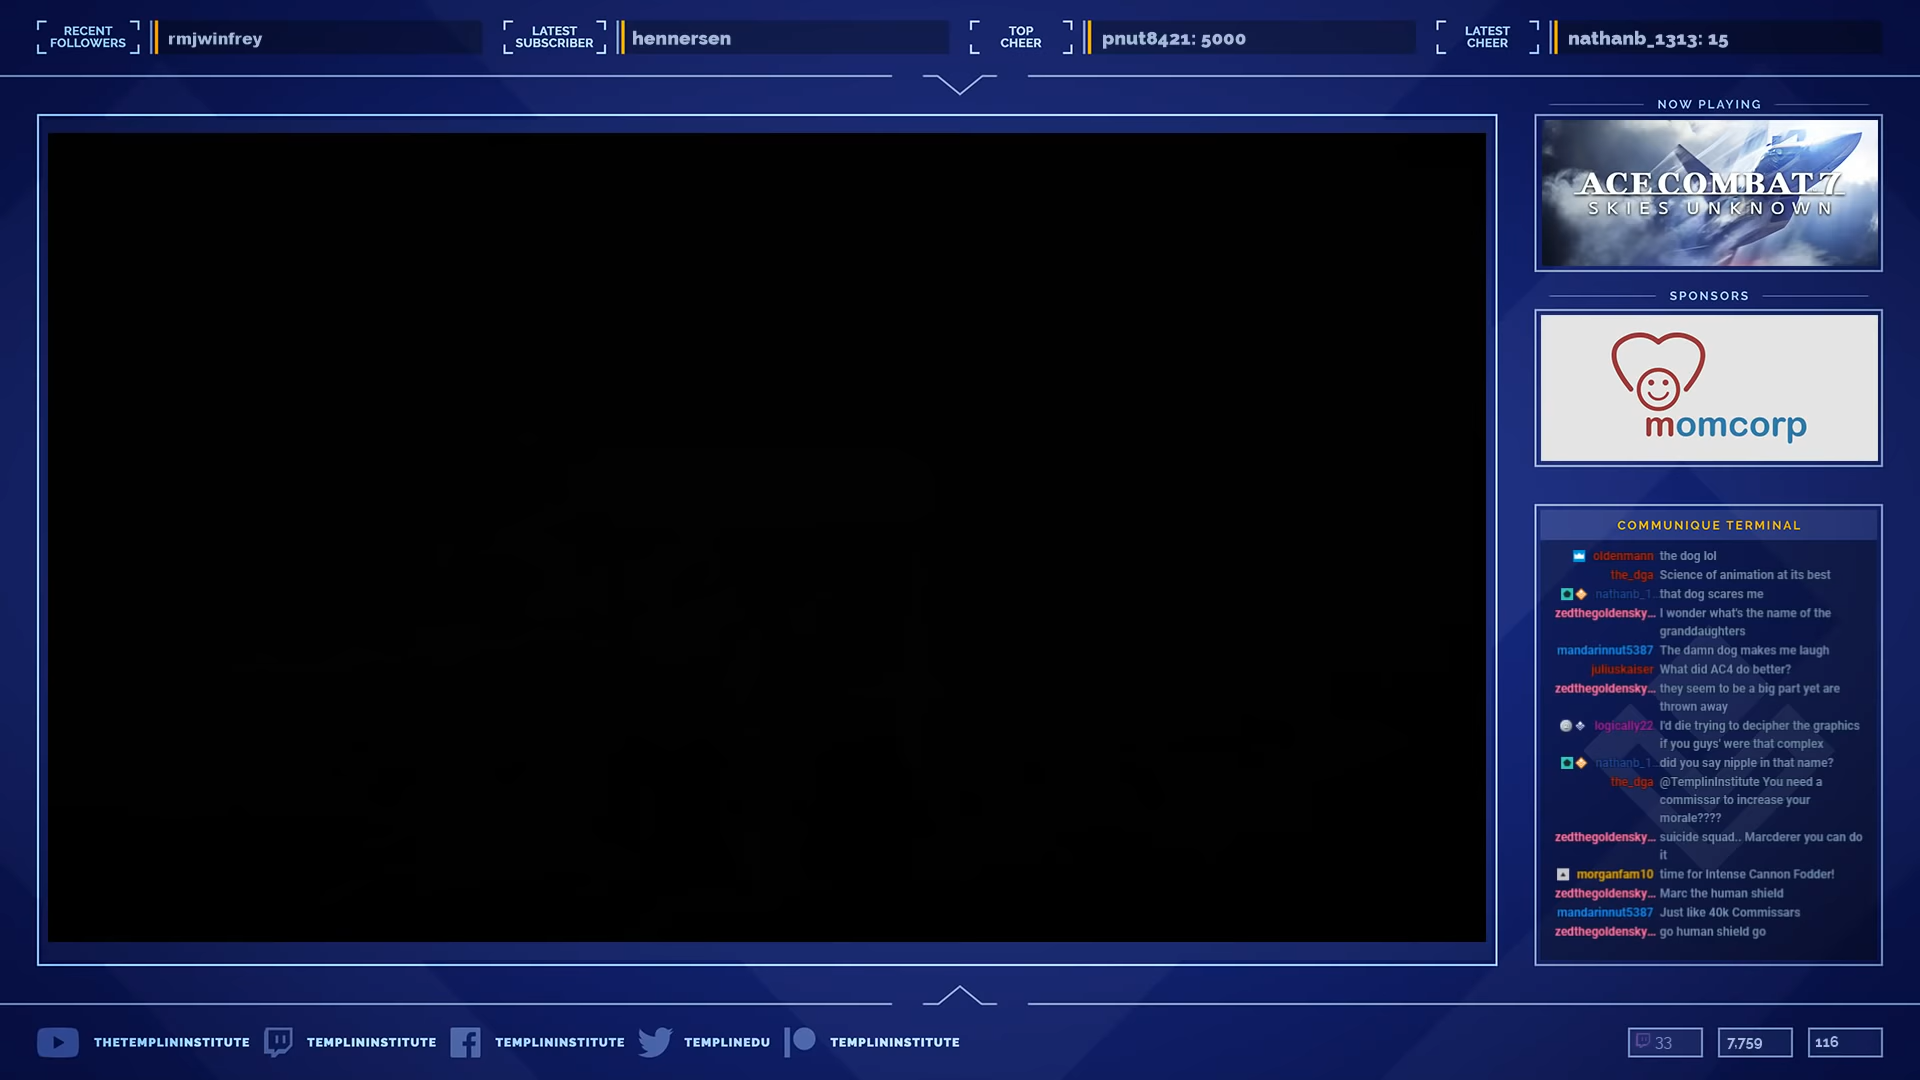 RECENT
FOLLOWERS
rmjwinfrey
LATEST
SUBSCRIBER
hennersen
TOP
CHEER
pnut8421: 5000
LATEST
CHEER
nathanb_1313: 15
NOW PLAYING
ACE COMBAT 7
SKIES UNKNOWN
SPONSORS
momcorp
COMMUNIQUE TERMINAL
oldenmann the dog lol
the_dga Science of animation at its best
nathanb_1... that dog scares me
zedthegoldensky... I wonder what's the name of the
granddaughters
mandarinnut5387 The damn dog makes me laugh
juliuskaiser What did AC4 do better?
zedthegoldensky... they seem to be a big part yet are
thrown away
logically22 I'd die trying to decipher the graphics
if you guys' were that complex
nathanb_1... did you say nipple in that name?
the_dga @TemplinInstitute You need a
commissar to increase your
morale????
zedthegoldensky... suicide squad.. Marcderer you can do
it
morganfam10 time for Intense Cannon Fodder!
zedthegoldensky... Marc the human shield
mandarinnut5387 Just like 40k Commissars
zedthegoldensky... go human shield go
THETEMPLININSTITUTE
TEMPLININSTITUTE
TEMPLININSTITUTE
TEMPLINEDU
TEMPLININSTITUTE
33
7,759
116